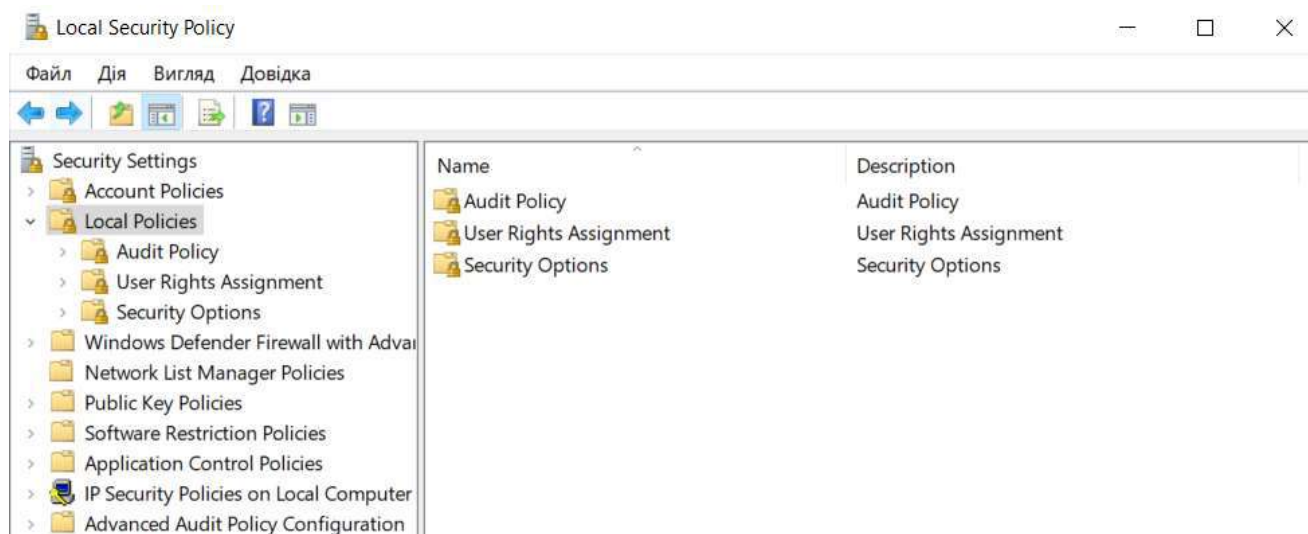 Local Security Policy
Файл Дія Вигляд Довідка
Security Settings
Account Policies
Local Policies
Audit Policy
User Rights Assignment
Security Options
Windows Defender Firewall with Advar
Network List Manager Policies
Public Key Policies
Software Restriction Policies
Application Control Policies
IP Security Policies on Local Computer
Advanced Audit Policy Configuration
Name Description
Audit Policy Audit Policy
User Rights Assignment User Rights Assignment
Security Options Security Options